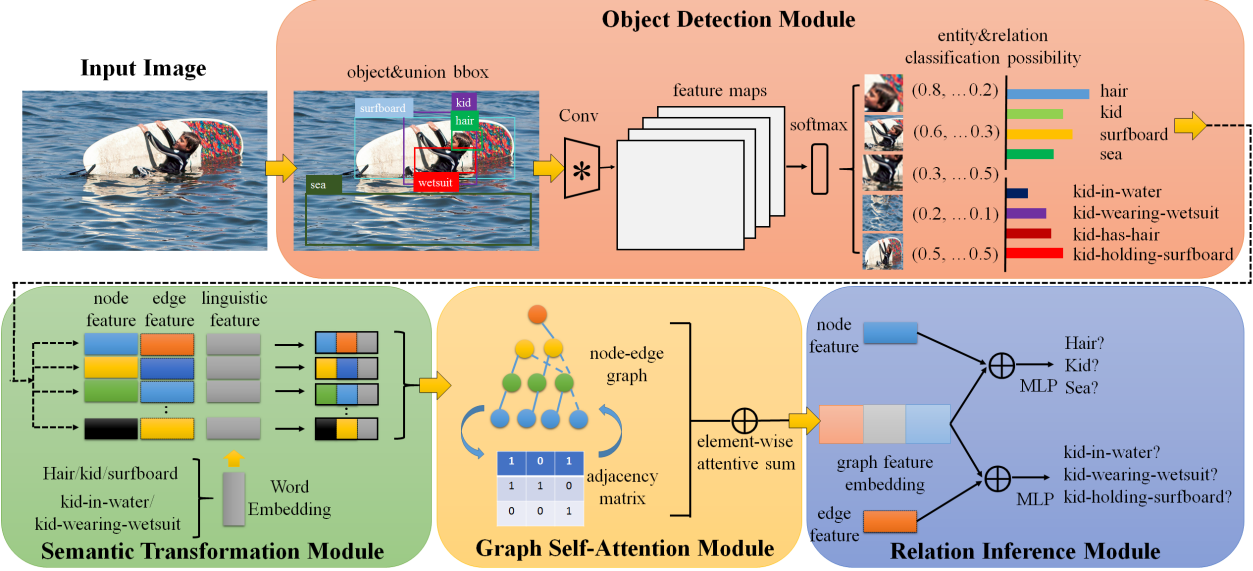 Object Detection Module
Input Image
object&union bbox
surfboard
kid
hair
wetsuit
sea
Conv
*
feature maps
softmax
entity&relation
classification possibility
(0.8, …0.2)
(0.6, …0.3)
(0.3, …0.5)
(0.2, …0.1)
(0.5, …0.5)
hair
kid
surfboard
sea
kid-in-water
kid-wearing-wetsuit
kid-has-hair
kid-holding-surfboard
node
feature
edge
feature
linguistic
feature
:
:
Hair/kid/surfboard
kid-in-water/
kid-wearing-wetsuit
Word
Embedding
Semantic Transformation Module
node-edge
graph
1 0 1
1 1 0
0 0 1
adjacency
matrix
element-wise
attentive sum
Graph Self-Attention Module
node
feature
graph feature
embedding
edge
feature
MLP
Hair?
Kid?
Sea?
MLP
kid-in-water?
kid-wearing-wetsuit?
kid-holding-surfboard?
Relation Inference Module